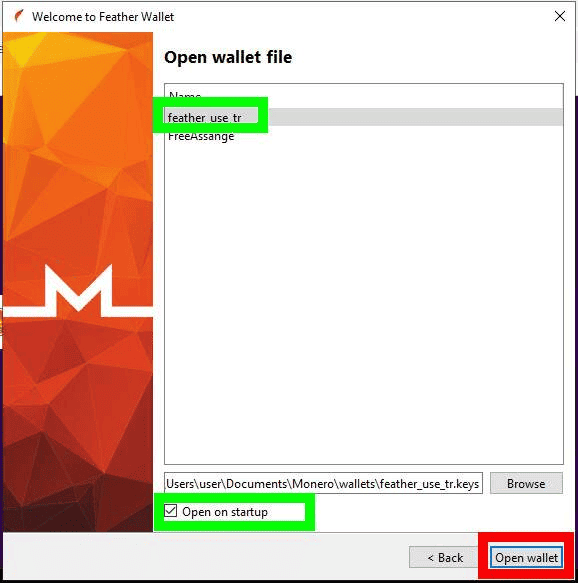 Welcome to Feather Wallet
Open wallet file
Name
feather_use_tr
FreeAssange
Users\user\Documents\Monero\wallets\feather_use_tr.keys
Browse
Open on startup
< Back
Open wallet